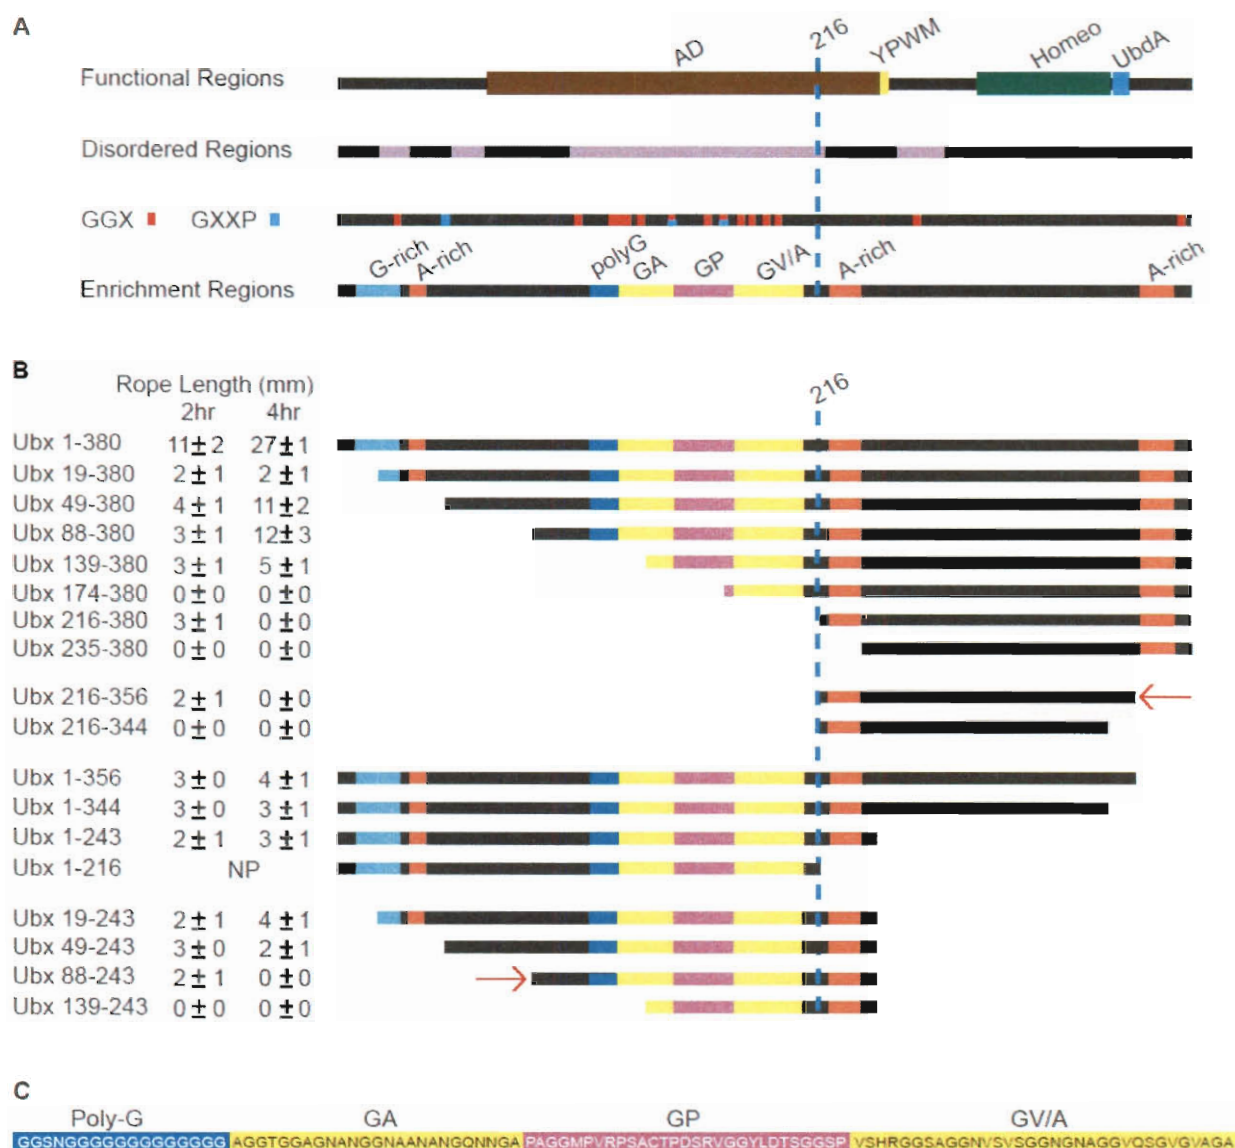 A
AD
216
YPWM
Homeo
UbdA
Functional Regions
Disordered Regions
GGX GXXP
G-rich
A-rich
polyG
GA
GP
GV/A
A-rich
A-rich
Enrichment Regions
B
Rope Length (mm)
2hr 4hr
216
Ubx 1-380 11 ± 2 27 ± 1
Ubx 19-380 2 ± 1 2 ± 1
Ubx 49-380 4 ± 1 11 ± 2
Ubx 88-380 3 ± 1 12 ± 3
Ubx 139-380 3 ± 1 5 ± 1
Ubx 174-380 0 ± 0 0 ± 0
Ubx 216-380 3 ± 1 0 ± 0
Ubx 235-380 0 ± 0 0 ± 0
Ubx 216-356 2 ± 1 0 ± 0
Ubx 216-344 0 ± 0 0 ± 0
Ubx 1-356 3 ± 0 4 ± 1
Ubx 1-344 3 ± 0 3 ± 1
Ubx 1-243 2 ± 1 3 ± 1
Ubx 1-216 NP
Ubx 19-243 2 ± 1 4 ± 1
Ubx 49-243 3 ± 0 2 ± 1
Ubx 88-243 2 ± 1 0 ± 0
Ubx 139-243 0 ± 0 0 ± 0
C
Poly-G GA GP GV/A
GGSNGGGGGGGGGGGGG AGGTGGAGNANGGNAANANGQNNGA PAGGMPVRPSACTPDSRVGGYLDTSGGSP VSHRGGSAGGNVSVSGGNGNAGGVQSGVGVAGA